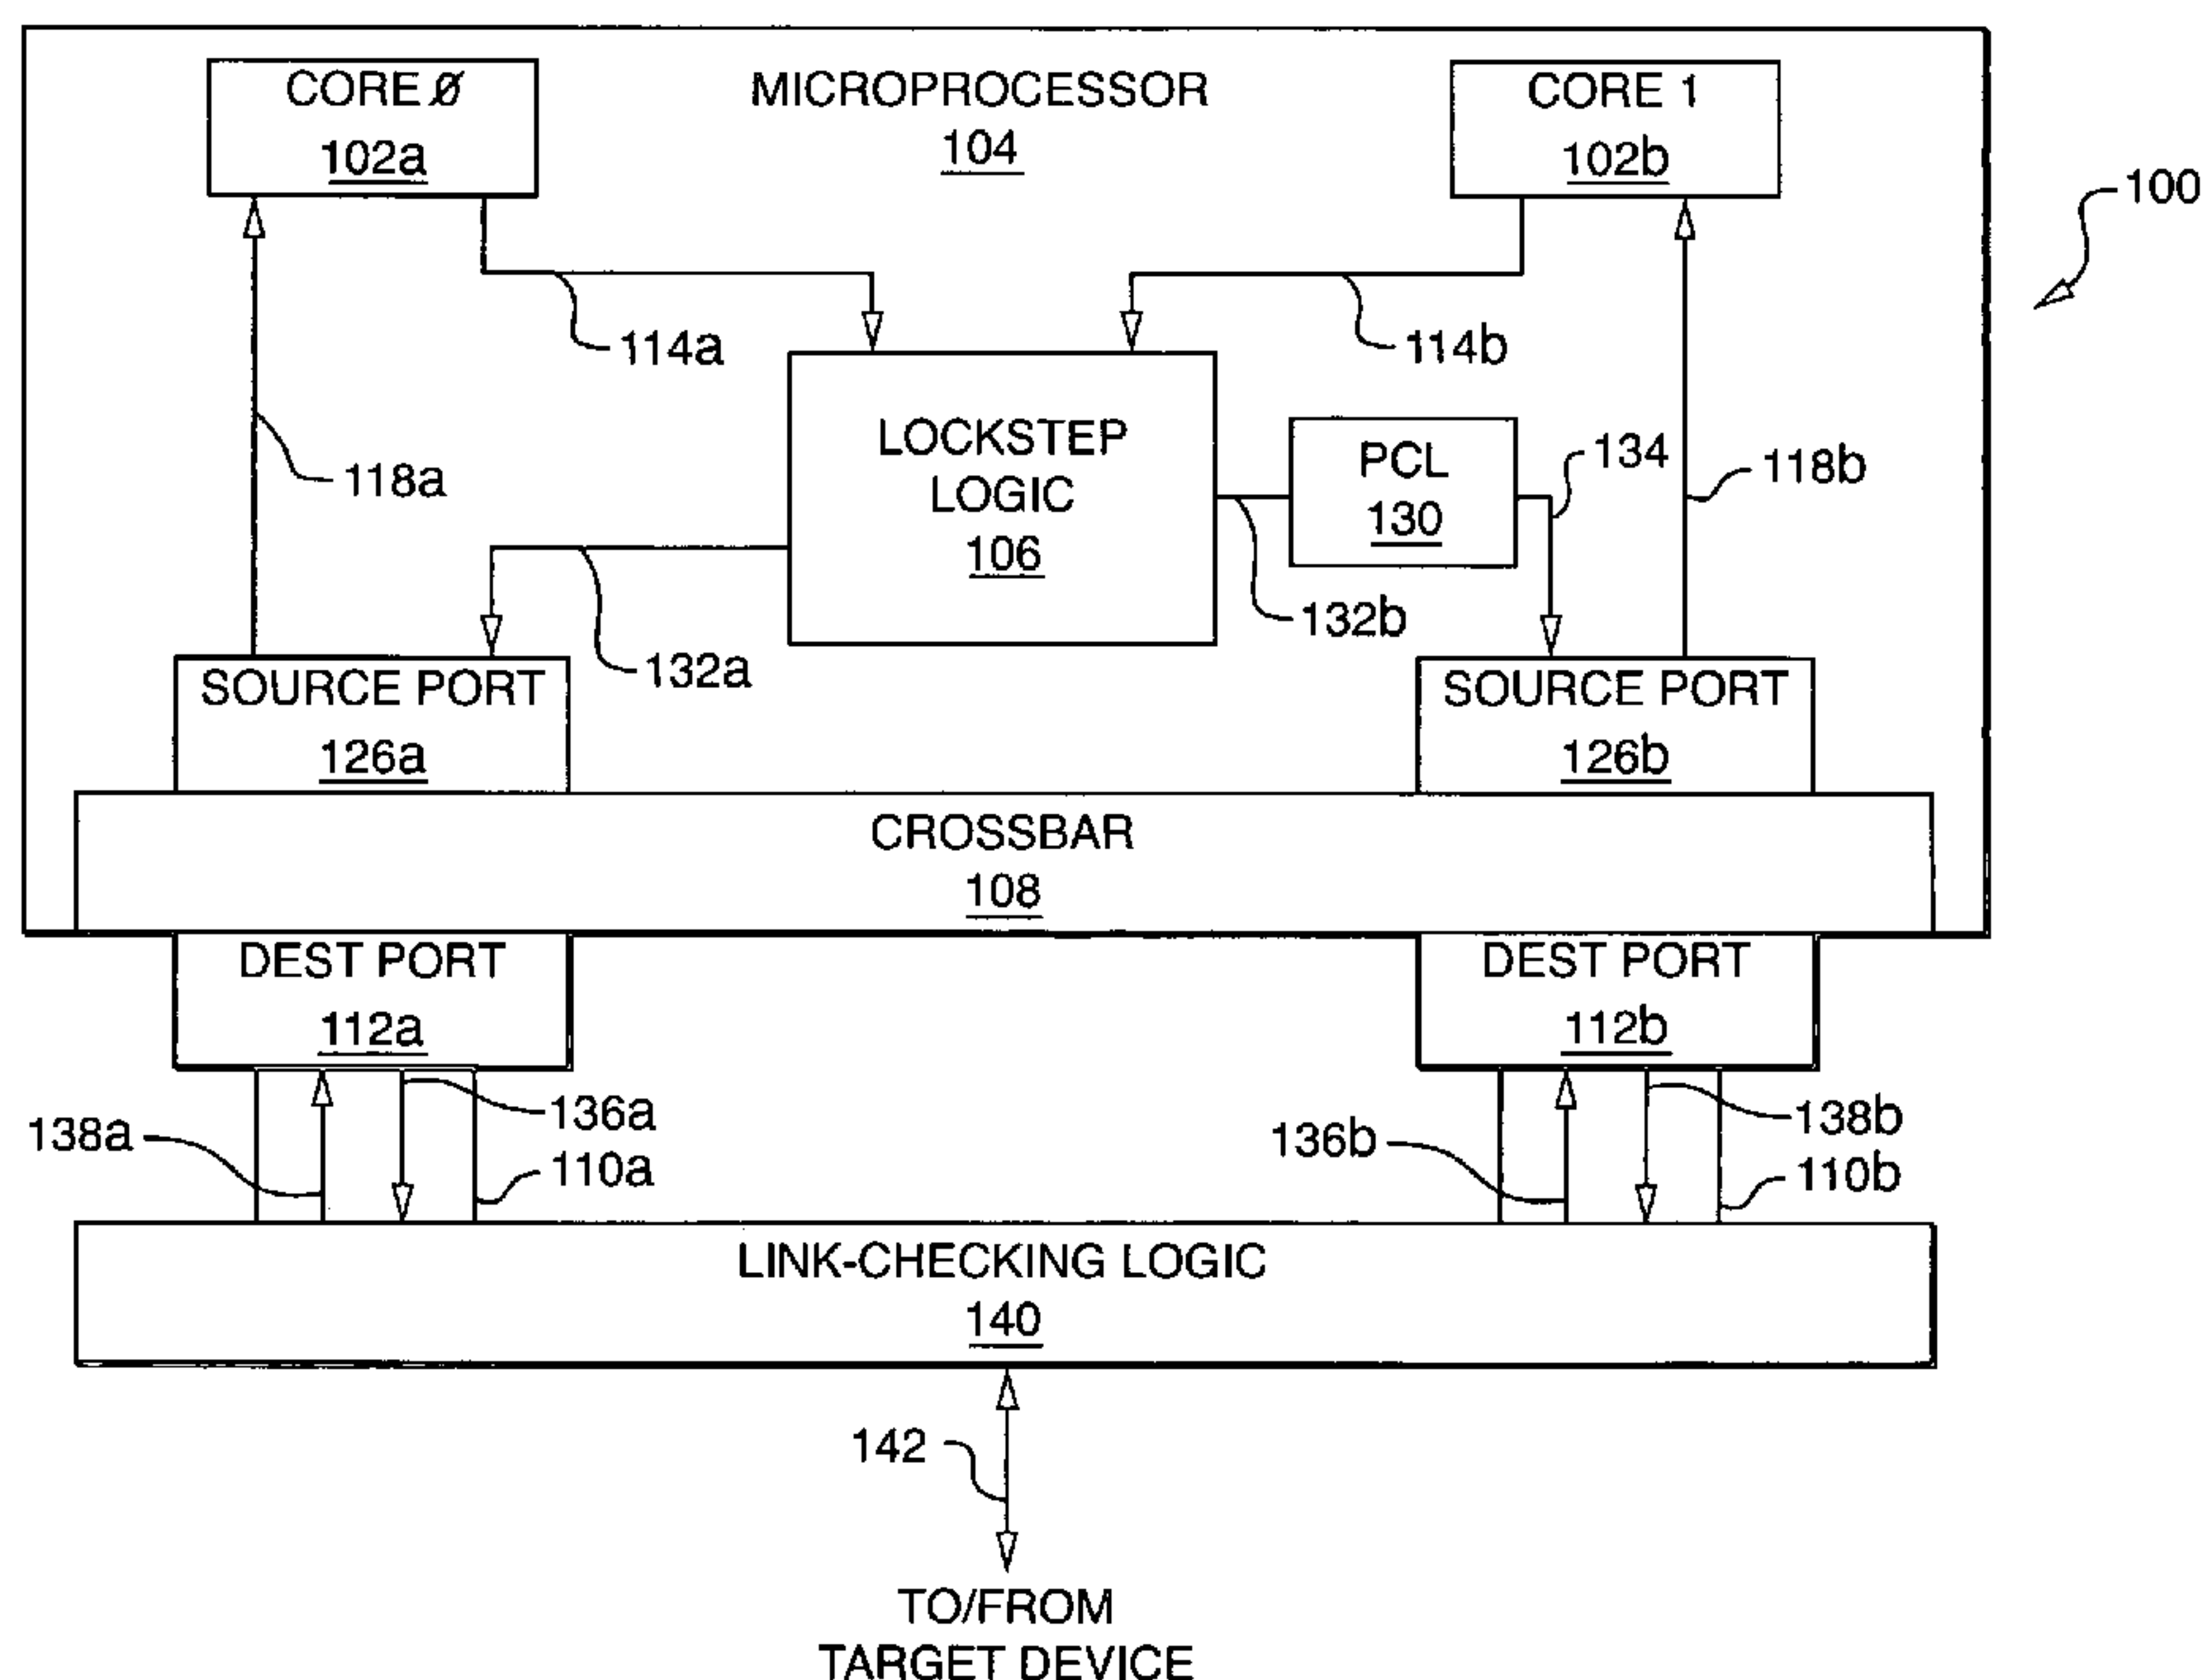 CORE Ø
102a
MICROPROCESSOR
104
CORE 1
102b
100
114a
114b
118a
LOCKSTEP
LOGIC
106
PCL
130
134
118b
132b
132a
SOURCE PORT
126a
SOURCE PORT
126b
CROSSBAR
108
DEST PORT
112a
DEST PORT
112b
138a
136a
110a
136b
138b
110b
LINK-CHECKING LOGIC
140
142
TO/FROM
TARGET DEVICE